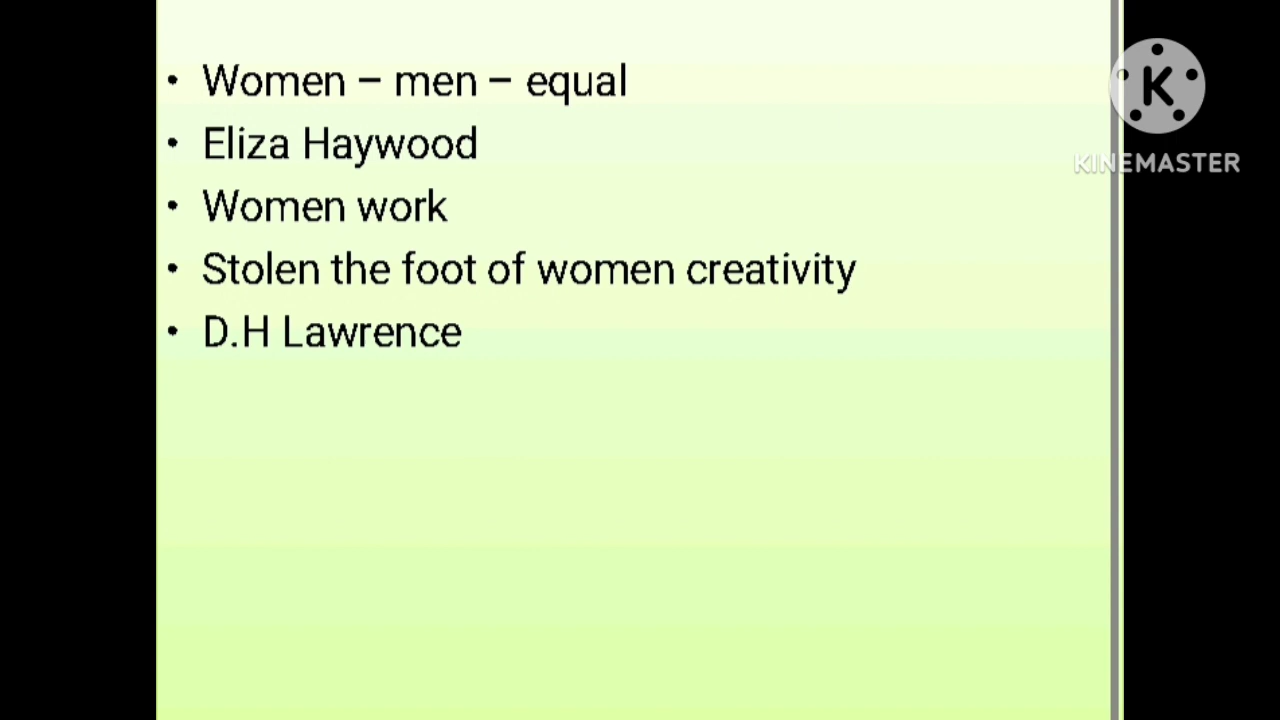 • Women – men – equal
• Eliza Haywood
• Women work
• Stolen the foot of women creativity
• D.H Lawrence
K
KINEMASTER